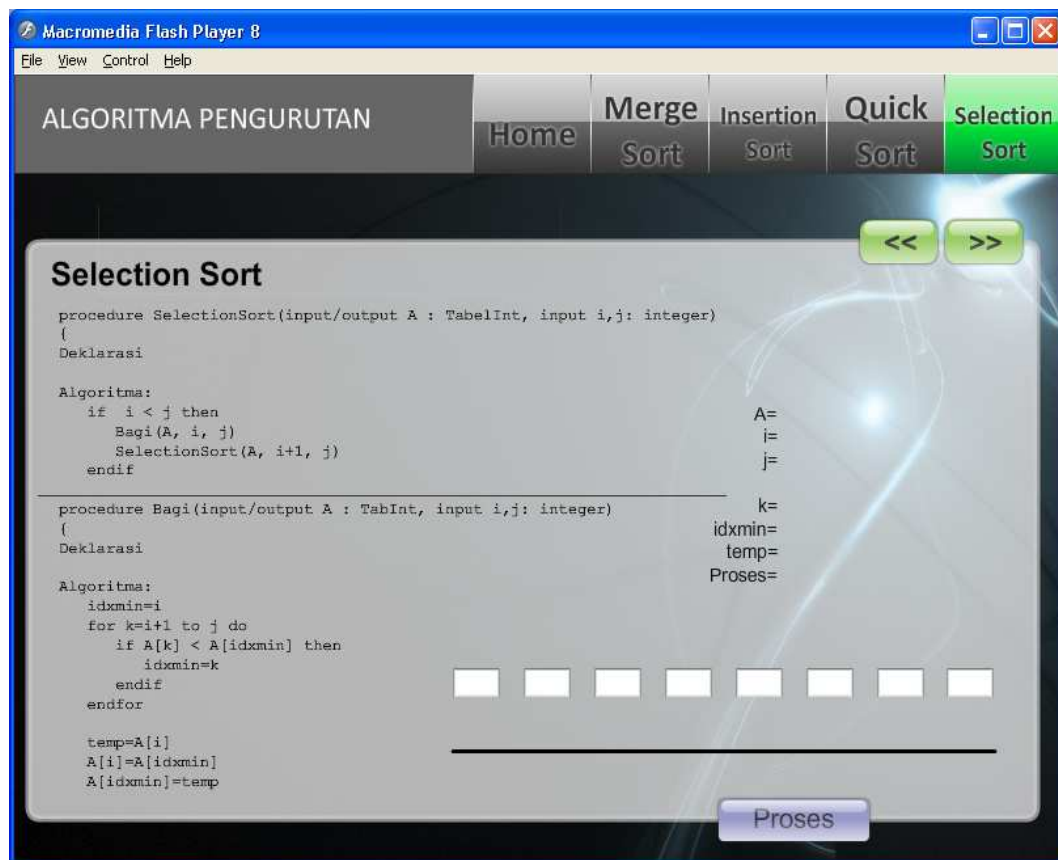 Macromedia Flash Player 8
File View Control Help
ALGORITMA PENGURUTAN
Home
Merge Sort
Insertion Sort
Quick Sort
Selection Sort
<< >>
Selection Sort
procedure SelectionSort(input/output A : TabelInt, input i,j: integer)
{
Deklarasi
Algoritma:
if i < j then
Bagi(A, i, j)
SelectionSort(A, i+1, j)
endif
procedure Bagi(input/output A : TabInt, input i,j: integer)
{
Deklarasi
Algoritma:
idxmin=i
for k=i+1 to j do
if A[k] < A[idxmin] then
idxmin=k
endif
endfor
temp=A[i]
A[i]=A[idxmin]
A[idxmin]=temp
A=
i=
j=
k=
idxmin=
temp=
Proses=
Proses